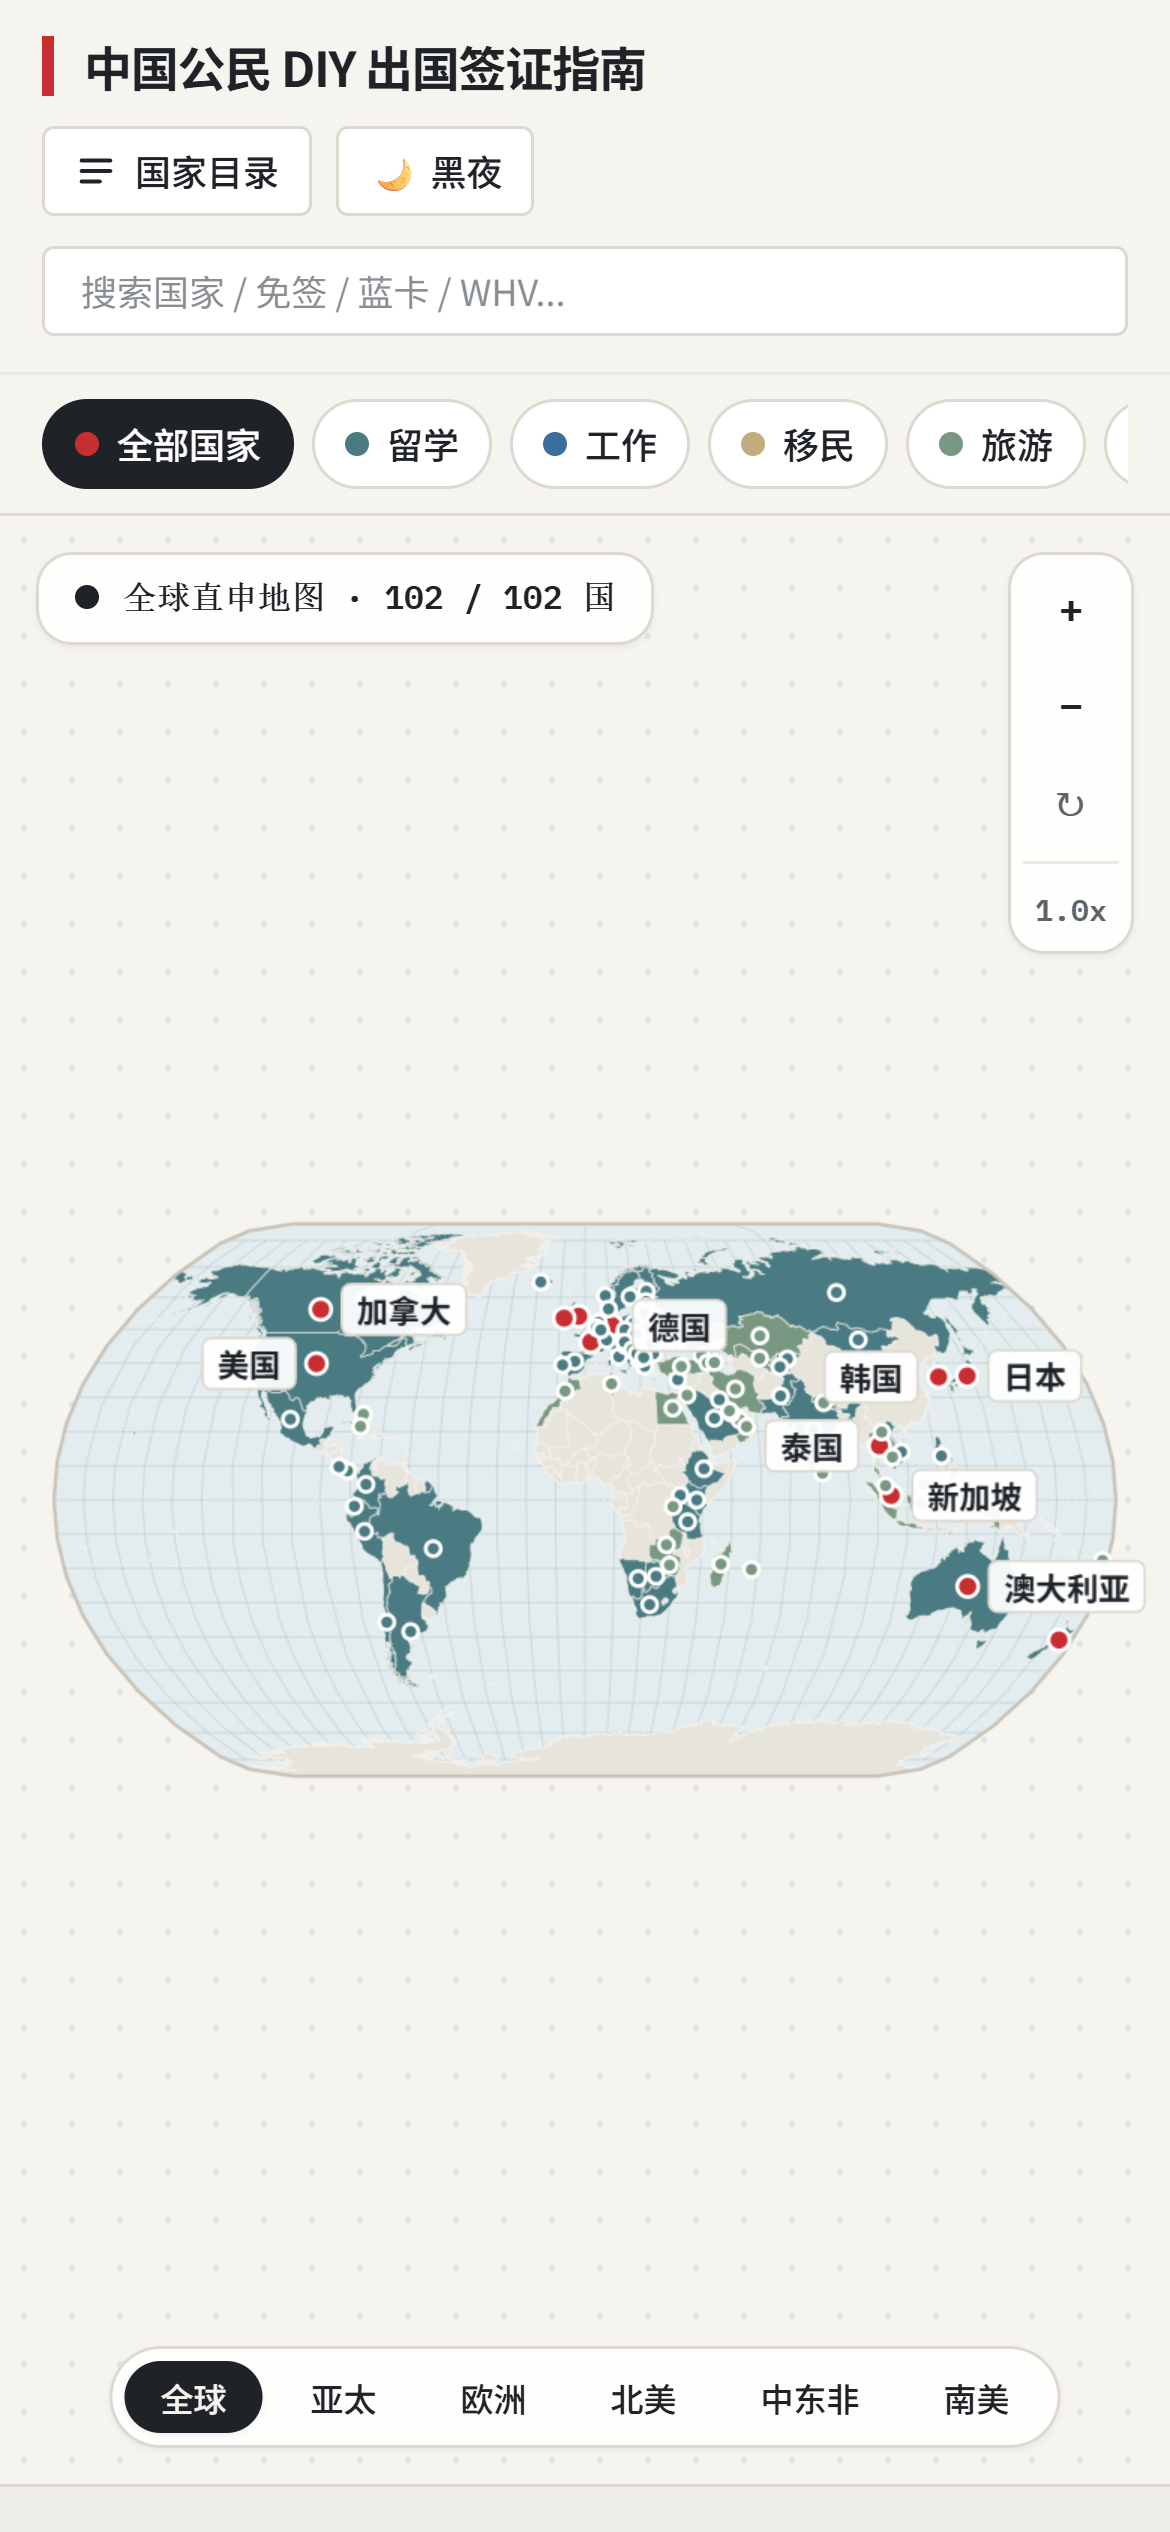 中国公民 DIY 出国签证指南
国家目录
🌙 黑夜
搜索国家 / 免签 / 蓝卡 / WHV...
全部国家
留学
工作
移民
旅游
全球直申地图 · 102 / 102 国
+
−
↻
1.0x
加拿大
德国
美国
韩国
日本
泰国
新加坡
澳大利亚
全球
亚太
欧洲
北美
中东非
南美